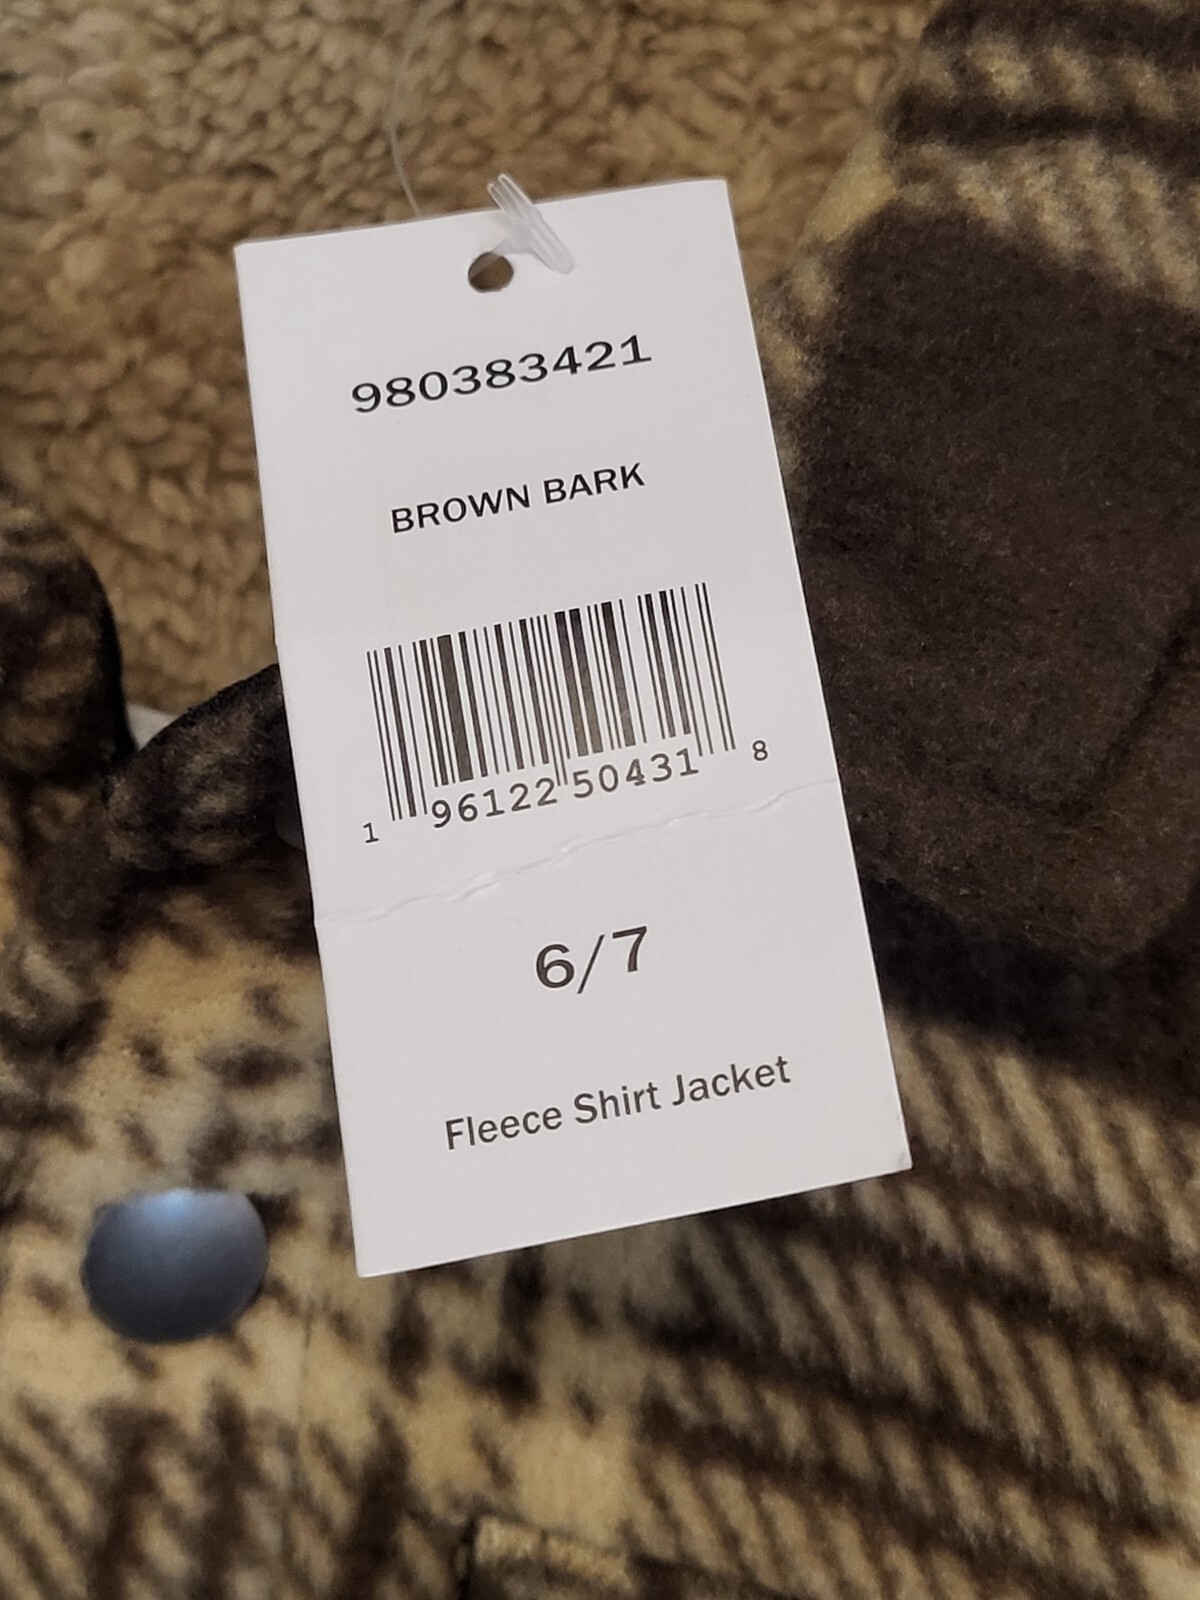 980383421
BROWN BARK
1 96122 50431 8
6/7
Fleece Shirt Jacket